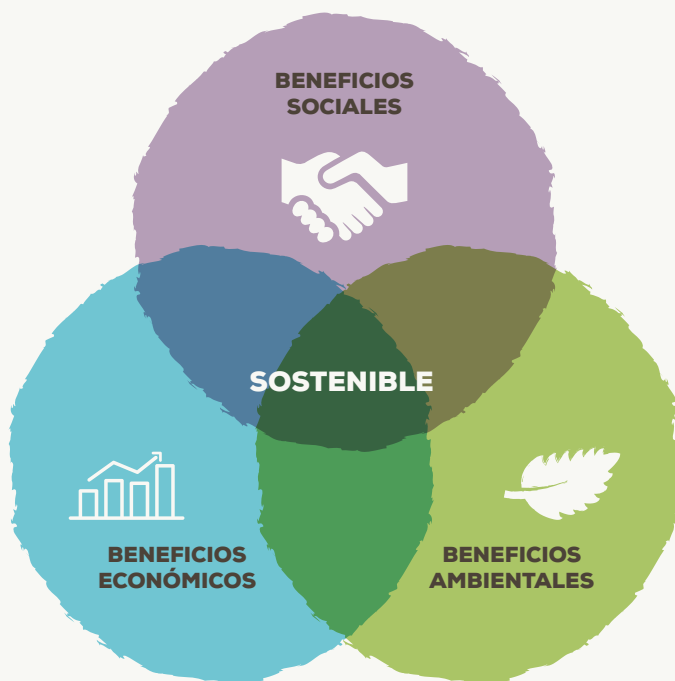 BENEFICIOS
SOCIALES
SOSTENIBLE
BENEFICIOS
ECONÓMICOS
BENEFICIOS
AMBIENTALES